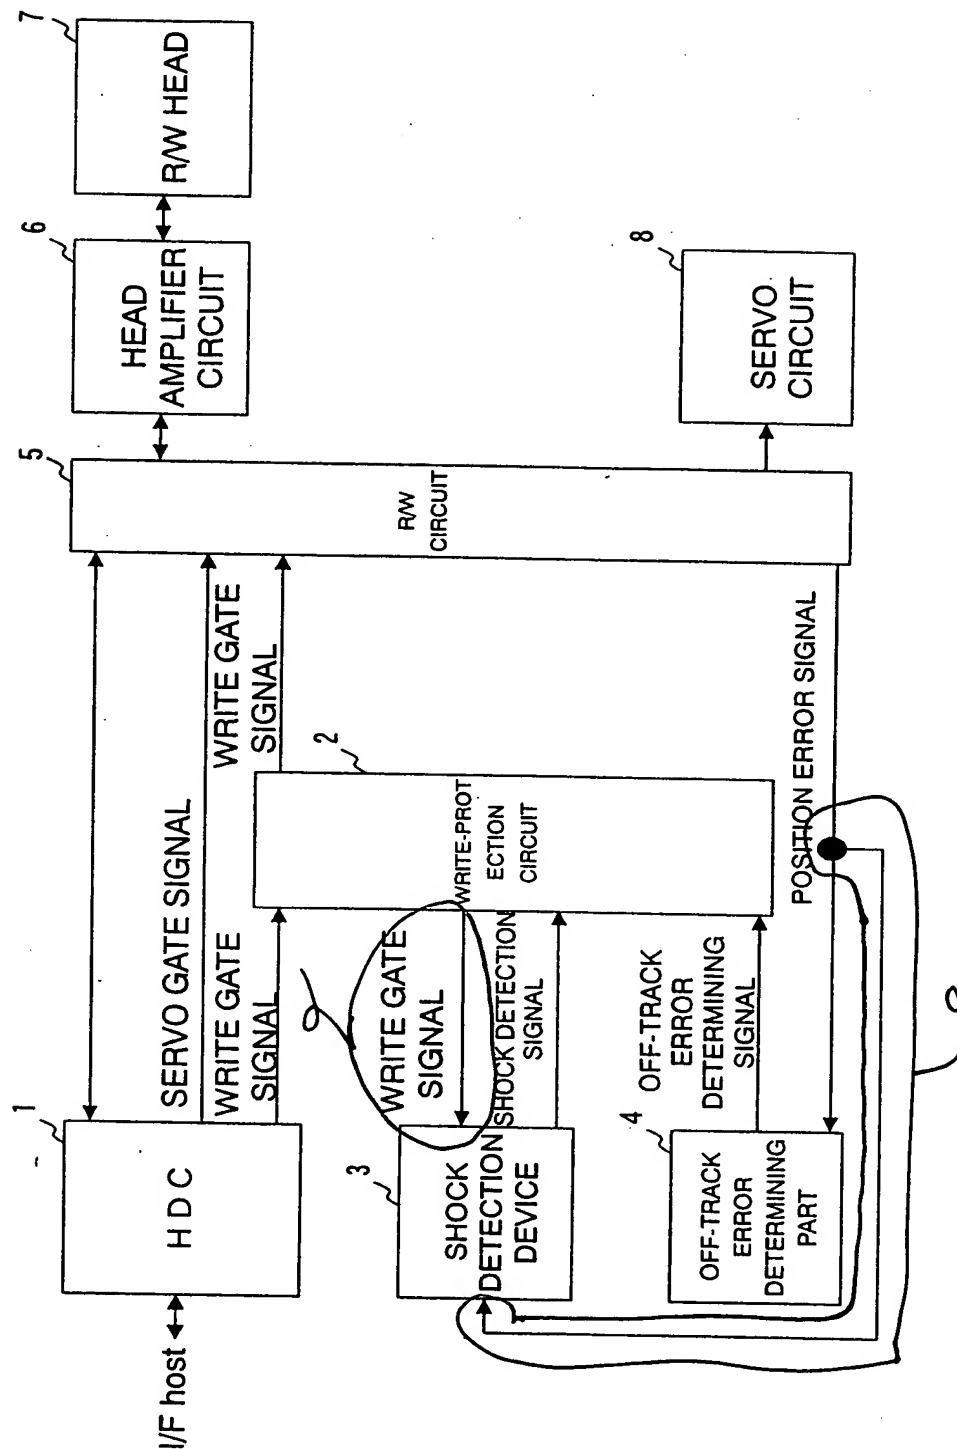 I/F host
1
HDC
SERVO GATE SIGNAL
WRITE GATE
SIGNAL
WRITE GATE
SIGNAL
5
R/W
CIRCUIT
6
HEAD
AMPLIFIER
CIRCUIT
7
R/W HEAD
2
WRITE-PROT
ECTION
CIRCUIT
3
SHOCK
DETECTION
DEVICE
WRITE GATE
SIGNAL
SHOCK DETECTION
SIGNAL
4
OFF-TRACK
ERROR
DETERMINING
PART
OFF-TRACK
ERROR
DETERMINING
SIGNAL
POSITION ERROR SIGNAL
8
SERVO
CIRCUIT